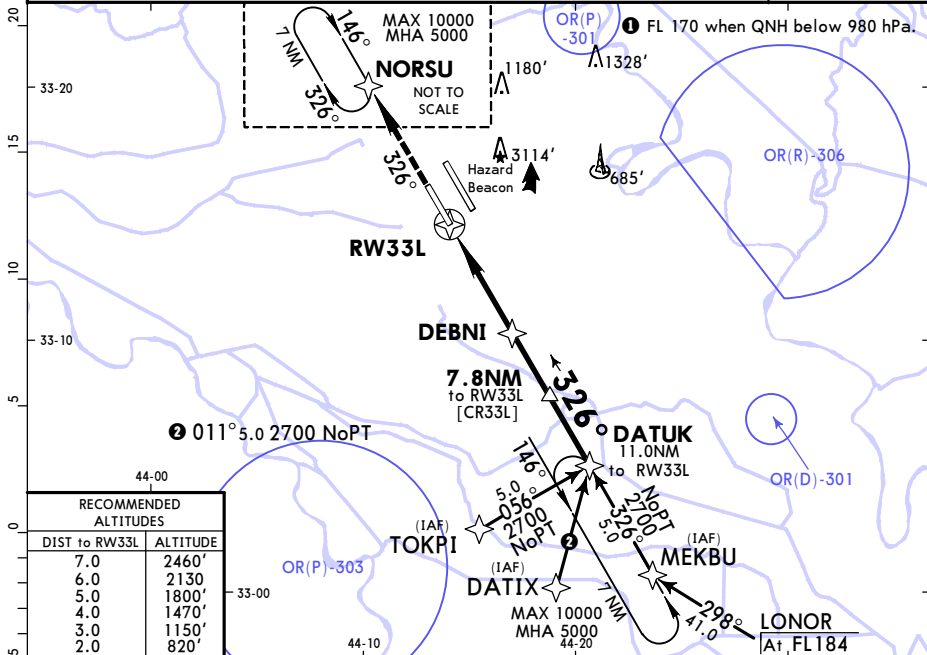 20
146°
7 NM
326°
MAX 10000
MHA 5000
NORSU
NOT TO
SCALE
OR(P)
-301
❶ FL 170 when QNH below 980 hPa.
1180'
1328'
33-20
15
326°
3114'
Hazard
Beacon
685'
OR(R)-306
RW33L
10
33-10
DEBNI
7.8NM
to RW33L
[CR33L]
326°
5
❷ 011° 5.0 2700 NoPT
DATUK
11.0NM
to RW33L
OR(D)-301
146°
44-00
RECOMMENDED
ALTITUDES
DIST to RW33L ALTITUDE
7.0 2460'
6.0 2130
5.0 1800'
4.0 1470'
3.0 1150'
2.0 820'
0
5
5.0
056°
2700
NoPT
(IAF)
TOKPI
❷
NoPT
2700
326°
5.0
(IAF)
MEKBU
OR(P)-303
(IAF)
DATIX
33-00
MAX 10000
MHA 5000
7 NM
298°
41.0
LONOR
At FL184
44-10
44-20